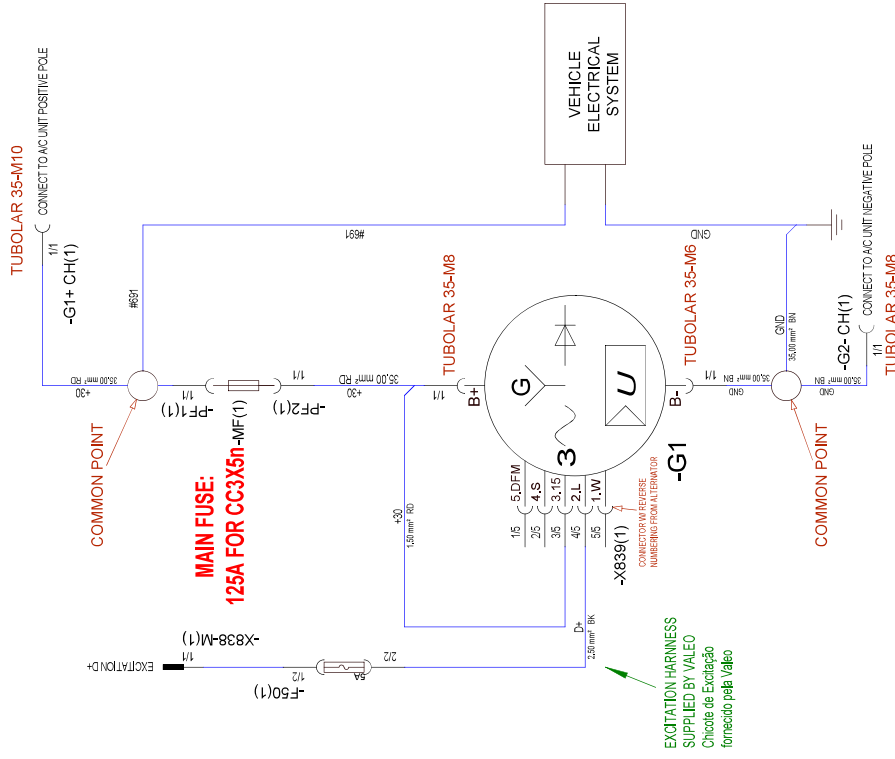 TUBOLAR 35-M10
CONNECT TO A/C UNIT POSITIVE POLE
1/1
-G1+ CH(1)
+30
35,00 mm² RD
#691
#691
COMMON POINT
1/1
-PF1(1)
-MF(1)
MAIN FUSE:
125A FOR CC3X5n
-PF2(1)
1/1
+30
35,00 mm² RD
1/1
TUBOLAR 35-M8
B+
VEHICLE
ELECTRICAL
SYSTEM
GND
G
3
U
-G1
5.DFM
4.S
3.15
2.L
1.W
1/5
2/5
3/5
4/5
5/5
-X839(1)
CONNECTOR W/ REVERSE
NUMBERING FROM ALTERNATOR
+30
1,50 mm² RD
D+
2,50 mm² BK
EXCITATION D+
1/1
-X838-M(1)
1/2
-F50(1)
5A
2/2
EXCITATION HARNNESS
SUPPLIED BY VALEO
Chicote de Excitação
fornecido pela Valeo
B-
1/1
TUBOLAR 35-M6
GND
35,00 mm² BN
GND
35,00 mm² BN
COMMON POINT
GND
35,00 mm² BN
-G2- CH(1)
1/1
CONNECT TO A/C UNIT NEGATIVE POLE
TUBOLAR 35-M8